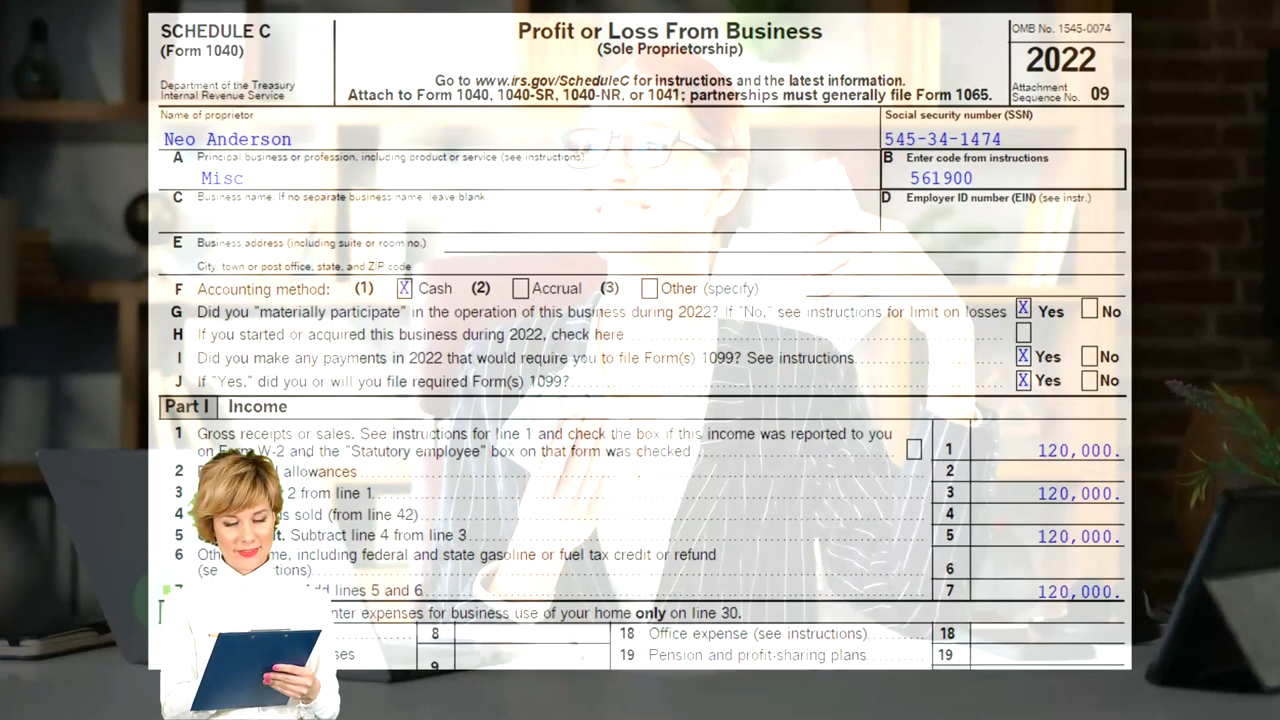 SCHEDULE C
(Form 1040)
Department of the Treasury
Internal Revenue Service
Profit or Loss From Business
(Sole Proprietorship)
Go to www.irs.gov/ScheduleC for instructions and the latest information.
Attach to Form 1040, 1040-SR, 1040-NR, or 1041; partnerships must generally file Form 1065.
OMB No. 1545-0074
2022
Attachment
Sequence No. 09
Name of proprietor
Neo Anderson
Social security number (SSN)
545-34-1474
A Principal business or profession, including product or service (see instructions)
Misc
B Enter code from instructions
561900
C Business name. If no separate business name, leave blank.
D Employer ID number (EIN) (see instr.)
E Business address (including suite or room no.)
City, town or post office, state, and ZIP code
F Accounting method: (1) X Cash (2) Accrual (3) Other (specify)
G Did you "materially participate" in the operation of this business during 2022? If "No," see instructions for limit on losses X Yes No
H If you started or acquired this business during 2022, check here
I Did you make any payments in 2022 that would require you to file Form(s) 1099? See instructions X Yes No
J If "Yes," did you or will you file required Form(s) 1099? X Yes No
Part I Income
1 Gross receipts or sales. See instructions for line 1 and check the box if this income was reported to you
on Form W-2 and the "Statutory employee" box on that form was checked 1 120,000.
2 allowances 2
3 2 from line 1 3 120,000.
4 sold (from line 42) 4
5 Subtract line 4 from line 3 5 120,000.
6 including federal and state gasoline or fuel tax credit or refund
(se 6
lines 5 and 6 7 120,000.
expenses for business use of your home only on line 30.
8 18 Office expense (see instructions) 18
9 19 Pension and profit-sharing plans 19